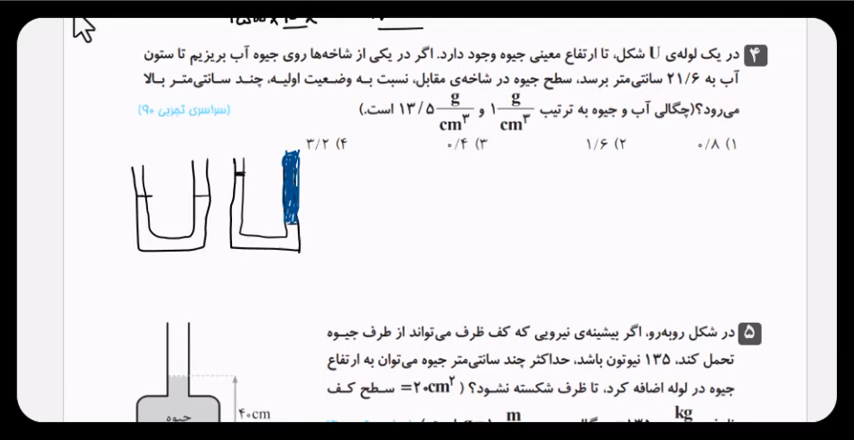 ۴ در یک لوله‌ی U شکل، تا ارتفاع معینی جیوه وجود دارد. اگر در یکی از شاخه‌ها روی جیوه آب بریزیم تا ستون
آب به ۲۱/۶ سانتی‌متر برسد، سطح جیوه در شاخه‌ی مقابل، نسبت به وضعیت اولیه، چند سانتی‌متر بالا
می‌رود؟(چگالی آب و جیوه به ترتیب ۱ g/cm³ و ۱۳/۵ g/cm³ است.) (سراسری تجربی ۹۰)
۱) ۰/۸ ۲) ۱/۶ ۳) ۰/۴ ۴) ۳/۲
۵ در شکل روبه‌رو، اگر بیشینه‌ی نیرویی که کف ظرف می‌تواند از طرف جیوه
تحمل کند، ۱۳۵ نیوتون باشد، حداکثر چند سانتی‌متر جیوه می‌توان به ارتفاع
جیوه در لوله اضافه کرد، تا ظرف شکسته نشود؟ (۲۰cm² = سطح کف
kg m
۴۰cm
جیوه